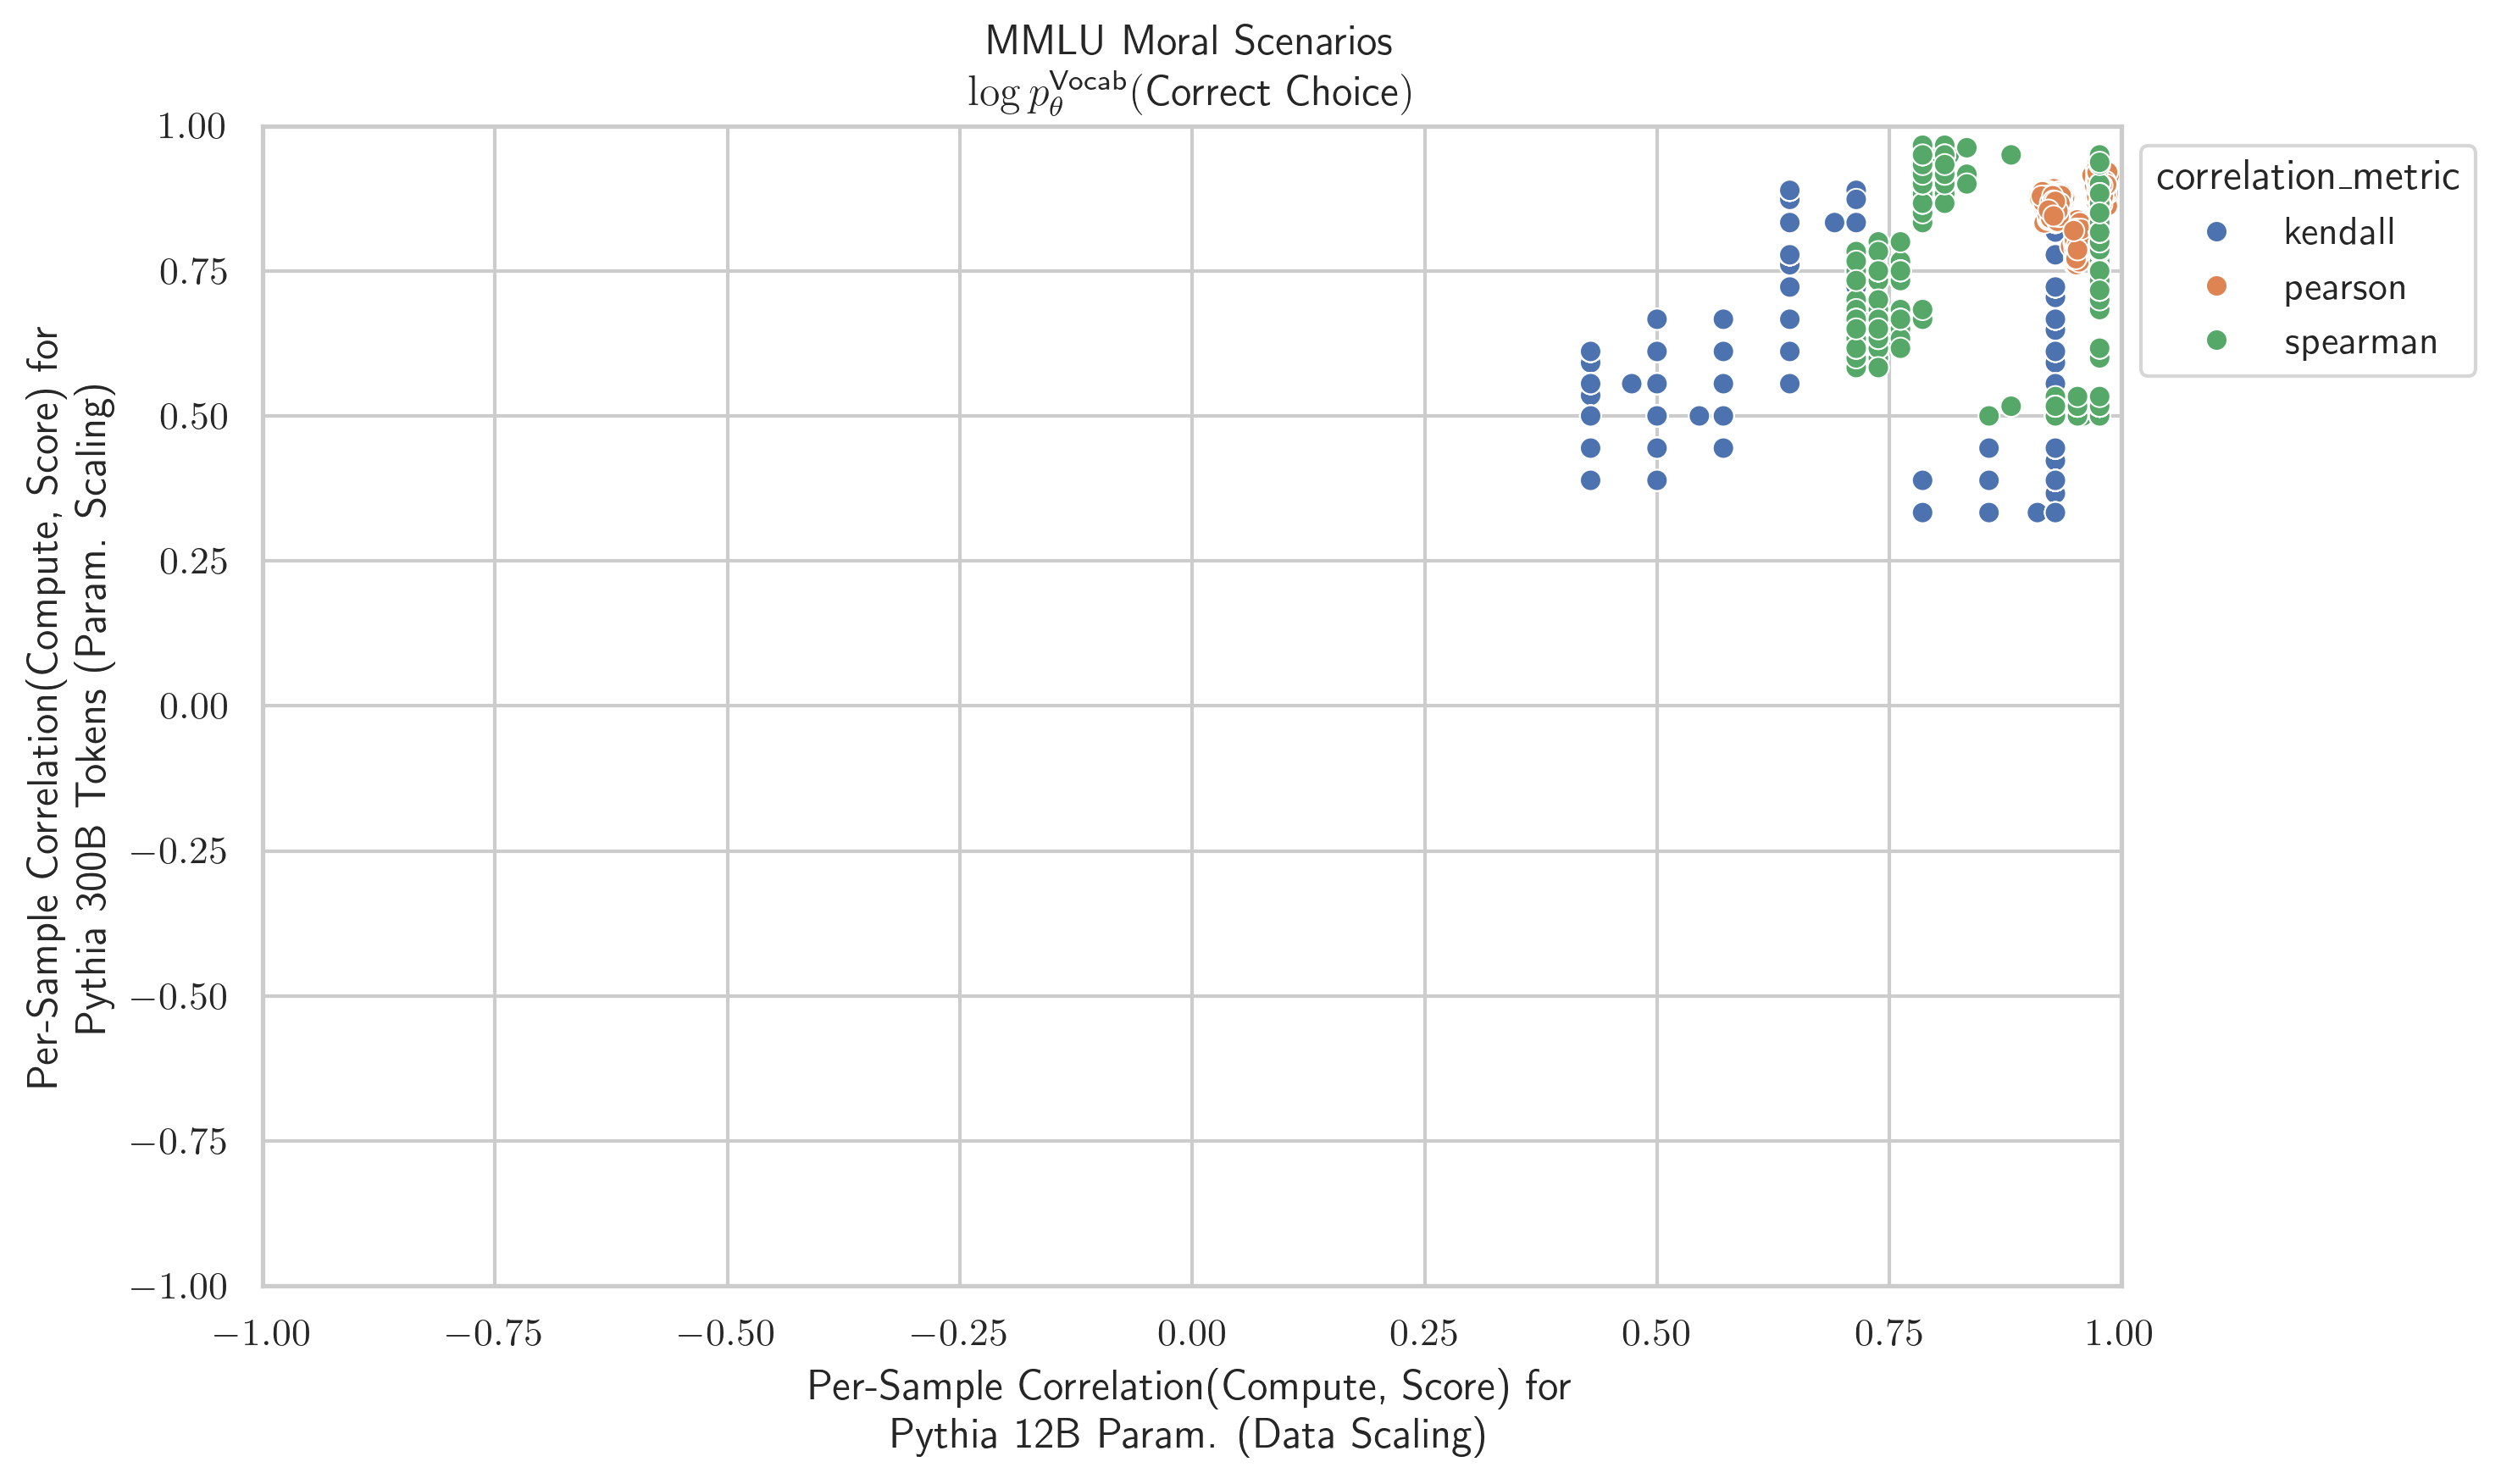 MMLU Moral Scenarios
log p_θ^Vocab(Correct Choice)
Per-Sample Correlation(Compute, Score) for
Pythia 300B Tokens (Param. Scaling)
1.00
0.75
0.50
0.25
0.00
−0.25
−0.50
−0.75
−1.00
correlation_metric
kendall
pearson
spearman
−1.00 −0.75 −0.50 −0.25 0.00 0.25 0.50 0.75 1.00
Per-Sample Correlation(Compute, Score) for
Pythia 12B Param. (Data Scaling)